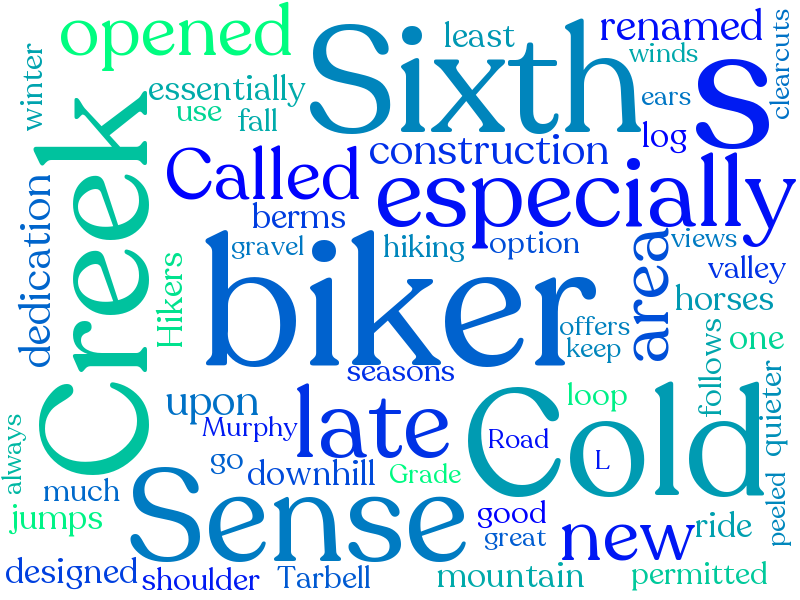 opened
Sixth
least
renamed
winds
s
clearcuts
winter
essentially
use
fall
ears
log
construction
Called
especially
Creek
dedication
berms
gravel
hiking
option
area
views
valley
Hikers
biker
horses
offers
keep
one
follows
seasons
upon
Murphy
late
loop
Cold
Road
L
quieter
always
go
downhill
Grade
much
Sense
good
great
new
ride
peeled
jumps
designed
shoulder
Tarbell
mountain
permitted